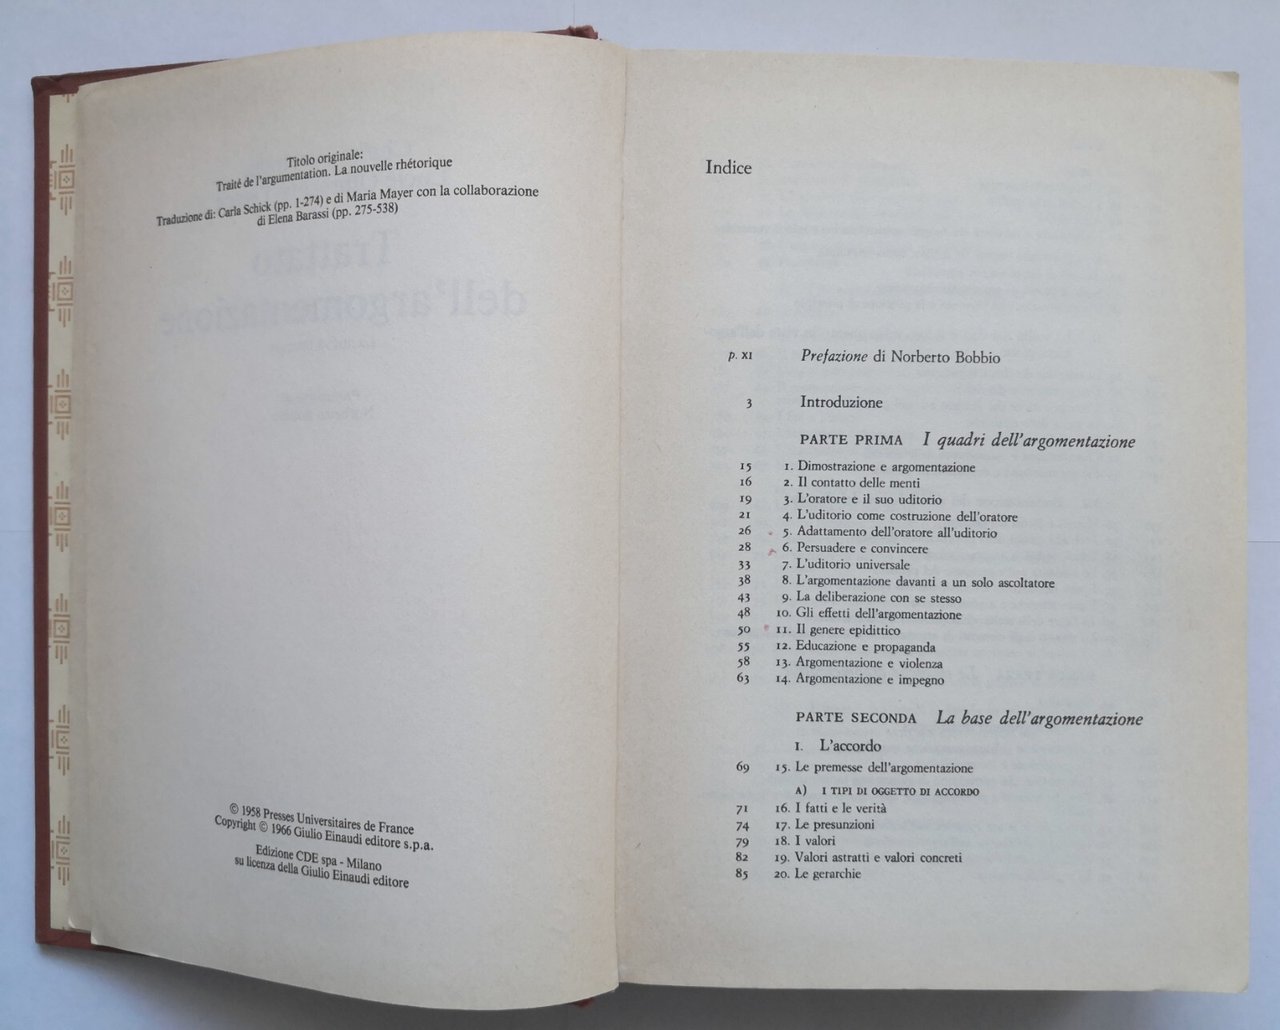 Titolo originale:
Traité de l'argumentation. La nouvelle rhétorique
Traduzione di: Carla Schick (pp. 1-274) e di Maria Mayer con la collaborazione
di Elena Barassi (pp. 275-538)
© 1958 Presses Universitaires de France
Copyright © 1966 Giulio Einaudi editore s.p.a.
Edizione CDE spa - Milano
su licenza della Giulio Einaudi editore
Indice
p. XI Prefazione di Norberto Bobbio
3 Introduzione
PARTE PRIMA I quadri dell'argomentazione
15 1. Dimostrazione e argomentazione
16 2. Il contatto delle menti
19 3. L'oratore e il suo uditorio
21 4. L'uditorio come costruzione dell'oratore
26 5. Adattamento dell'oratore all'uditorio
28 6. Persuadere e convincere
33 7. L'uditorio universale
38 8. L'argomentazione davanti a un solo ascoltatore
43 9. La deliberazione con se stesso
48 10. Gli effetti dell'argomentazione
50 11. Il genere epidittico
55 12. Educazione e propaganda
58 13. Argomentazione e violenza
63 14. Argomentazione e impegno
PARTE SECONDA La base dell'argomentazione
I. L'accordo
69 15. Le premesse dell'argomentazione
A) I TIPI DI OGGETTO DI ACCORDO
71 16. I fatti e le verità
74 17. Le presunzioni
79 18. I valori
82 19. Valori astratti e valori concreti
85 20. Le gerarchie